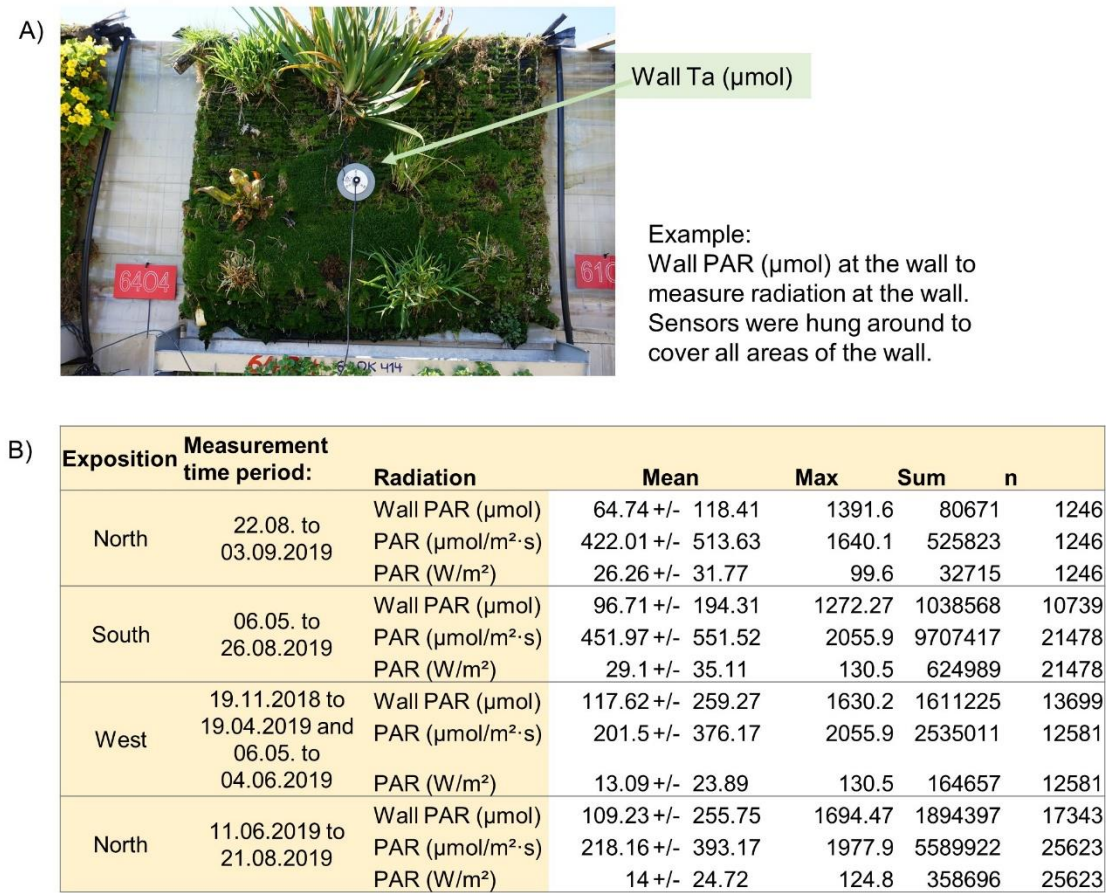 A)
Wall Ta (µmol)
6404
610
OK 414
Example:
Wall PAR (µmol) at the wall to
measure radiation at the wall.
Sensors were hung around to
cover all areas of the wall.
B)
Exposition Measurement time period: Radiation Mean Max Sum n
North 22.08. to 03.09.2019 Wall PAR (µmol) 64.74 +/- 118.41 1391.6 80671 1246
PAR (µmol/m²·s) 422.01 +/- 513.63 1640.1 525823 1246
PAR (W/m²) 26.26 +/- 31.77 99.6 32715 1246
South 06.05. to 26.08.2019 Wall PAR (µmol) 96.71 +/- 194.31 1272.27 1038568 10739
PAR (µmol/m²·s) 451.97 +/- 551.52 2055.9 9707417 21478
PAR (W/m²) 29.1 +/- 35.11 130.5 624989 21478
West 19.11.2018 to 19.04.2019 and 06.05. to 04.06.2019 Wall PAR (µmol) 117.62 +/- 259.27 1630.2 1611225 13699
PAR (µmol/m²·s) 201.5 +/- 376.17 2055.9 2535011 12581
PAR (W/m²) 13.09 +/- 23.89 130.5 164657 12581
North 11.06.2019 to 21.08.2019 Wall PAR (µmol) 109.23 +/- 255.75 1694.47 1894397 17343
PAR (µmol/m²·s) 218.16 +/- 393.17 1977.9 5589922 25623
PAR (W/m²) 14 +/- 24.72 124.8 358696 25623